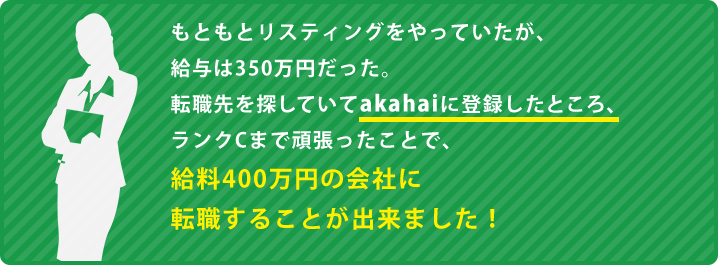 もともとリスティングをやっていたが、
給与は350万円だった。
転職先を探していてakahaiに登録したところ、
ランクCまで頑張ったことで、
給料400万円の会社に
転職することが出来ました！